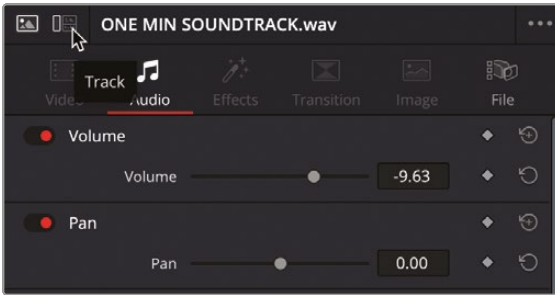 ONE MIN SOUNDTRACK.wav
Track
Video Audio Effects Transition Image File
Volume
Volume -9.63
Pan
Pan 0.00